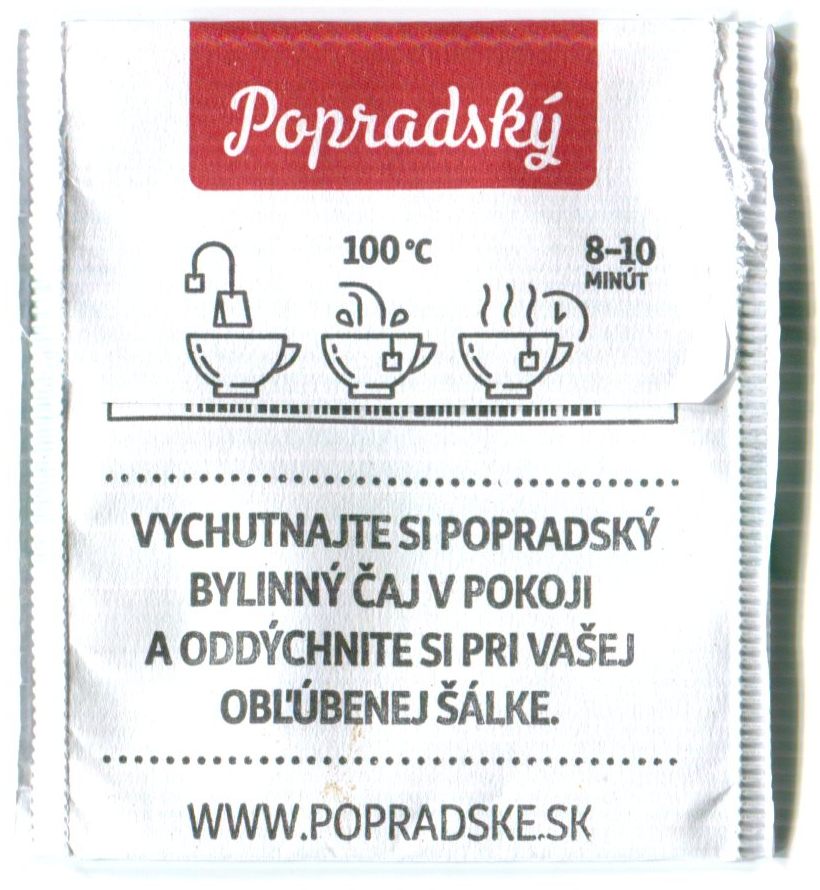 Popradský
100 °C
8–10
MINÚT
VYCHUTNAJTE SI POPRADSKÝ
BYLINNÝ ČAJ V POKOJI
A ODDÝCHNITE SI PRI VAŠEJ
OBĽÚBENEJ ŠÁLKE.
WWW.POPRADSKE.SK